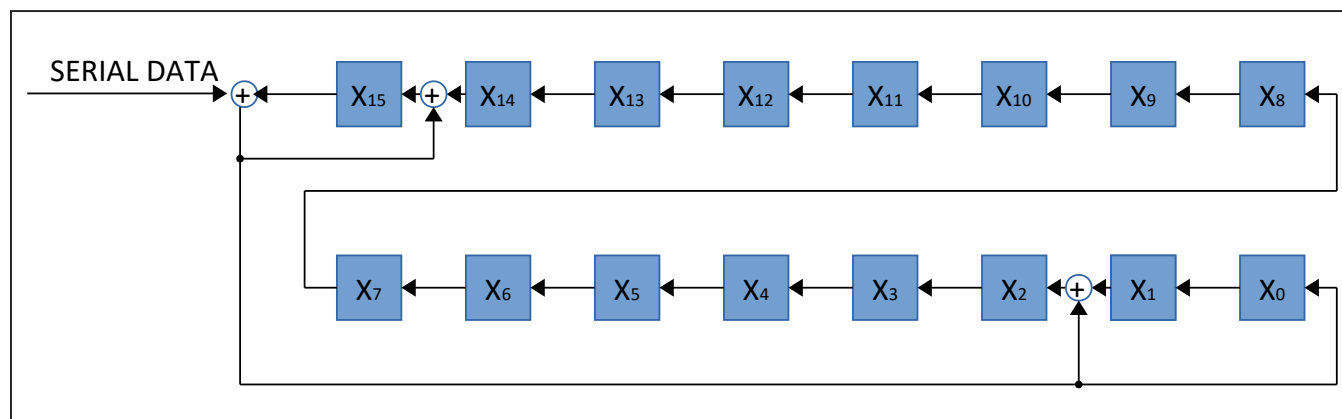 SERIAL DATA + X15 + X14 X13 X12 X11 X10 X9 X8
X7 X6 X5 X4 X3 X2 + X1 X0